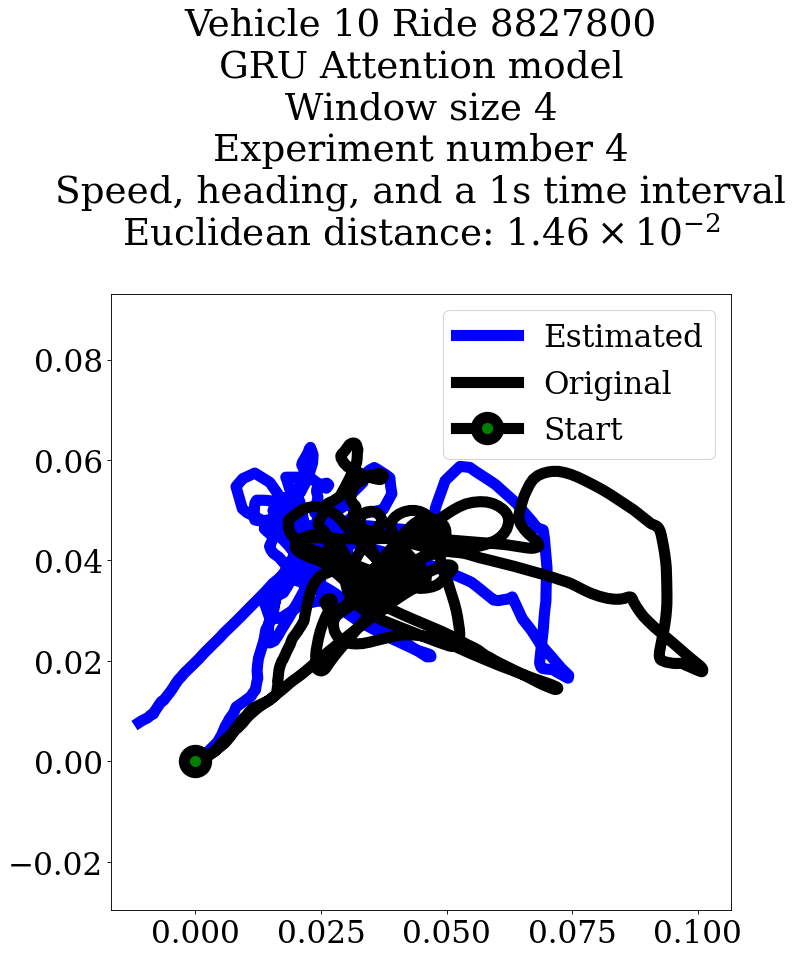 Vehicle 10 Ride 8827800
GRU Attention model
Window size 4
Experiment number 4
Speed, heading, and a 1s time interval
Euclidean distance: 1.46 × 10⁻²
Estimated
Original
Start
0.08
0.06
0.04
0.02
0.00
−0.02
0.000 0.025 0.050 0.075 0.100